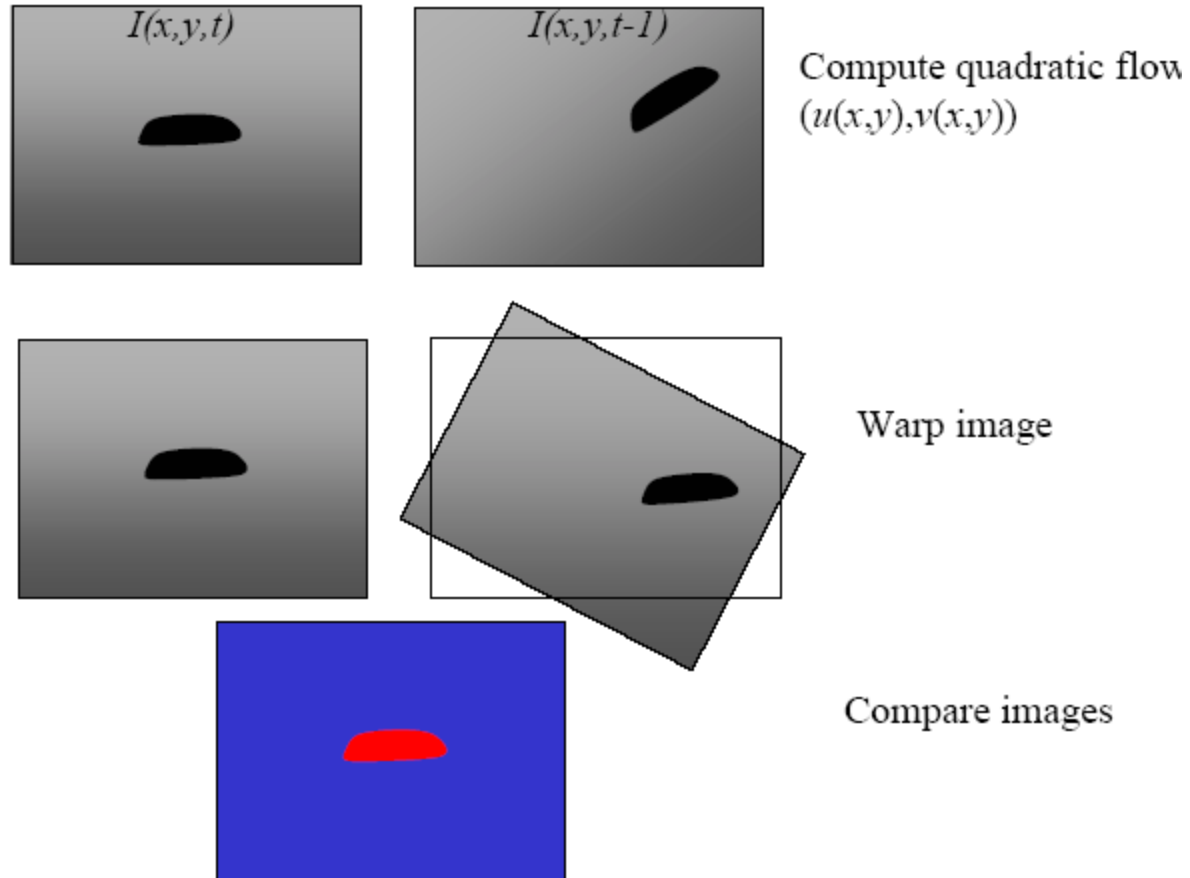 I(x,y,t)
I(x,y,t-1)
Compute quadratic flow
(u(x,y),v(x,y))
Warp image
Compare images